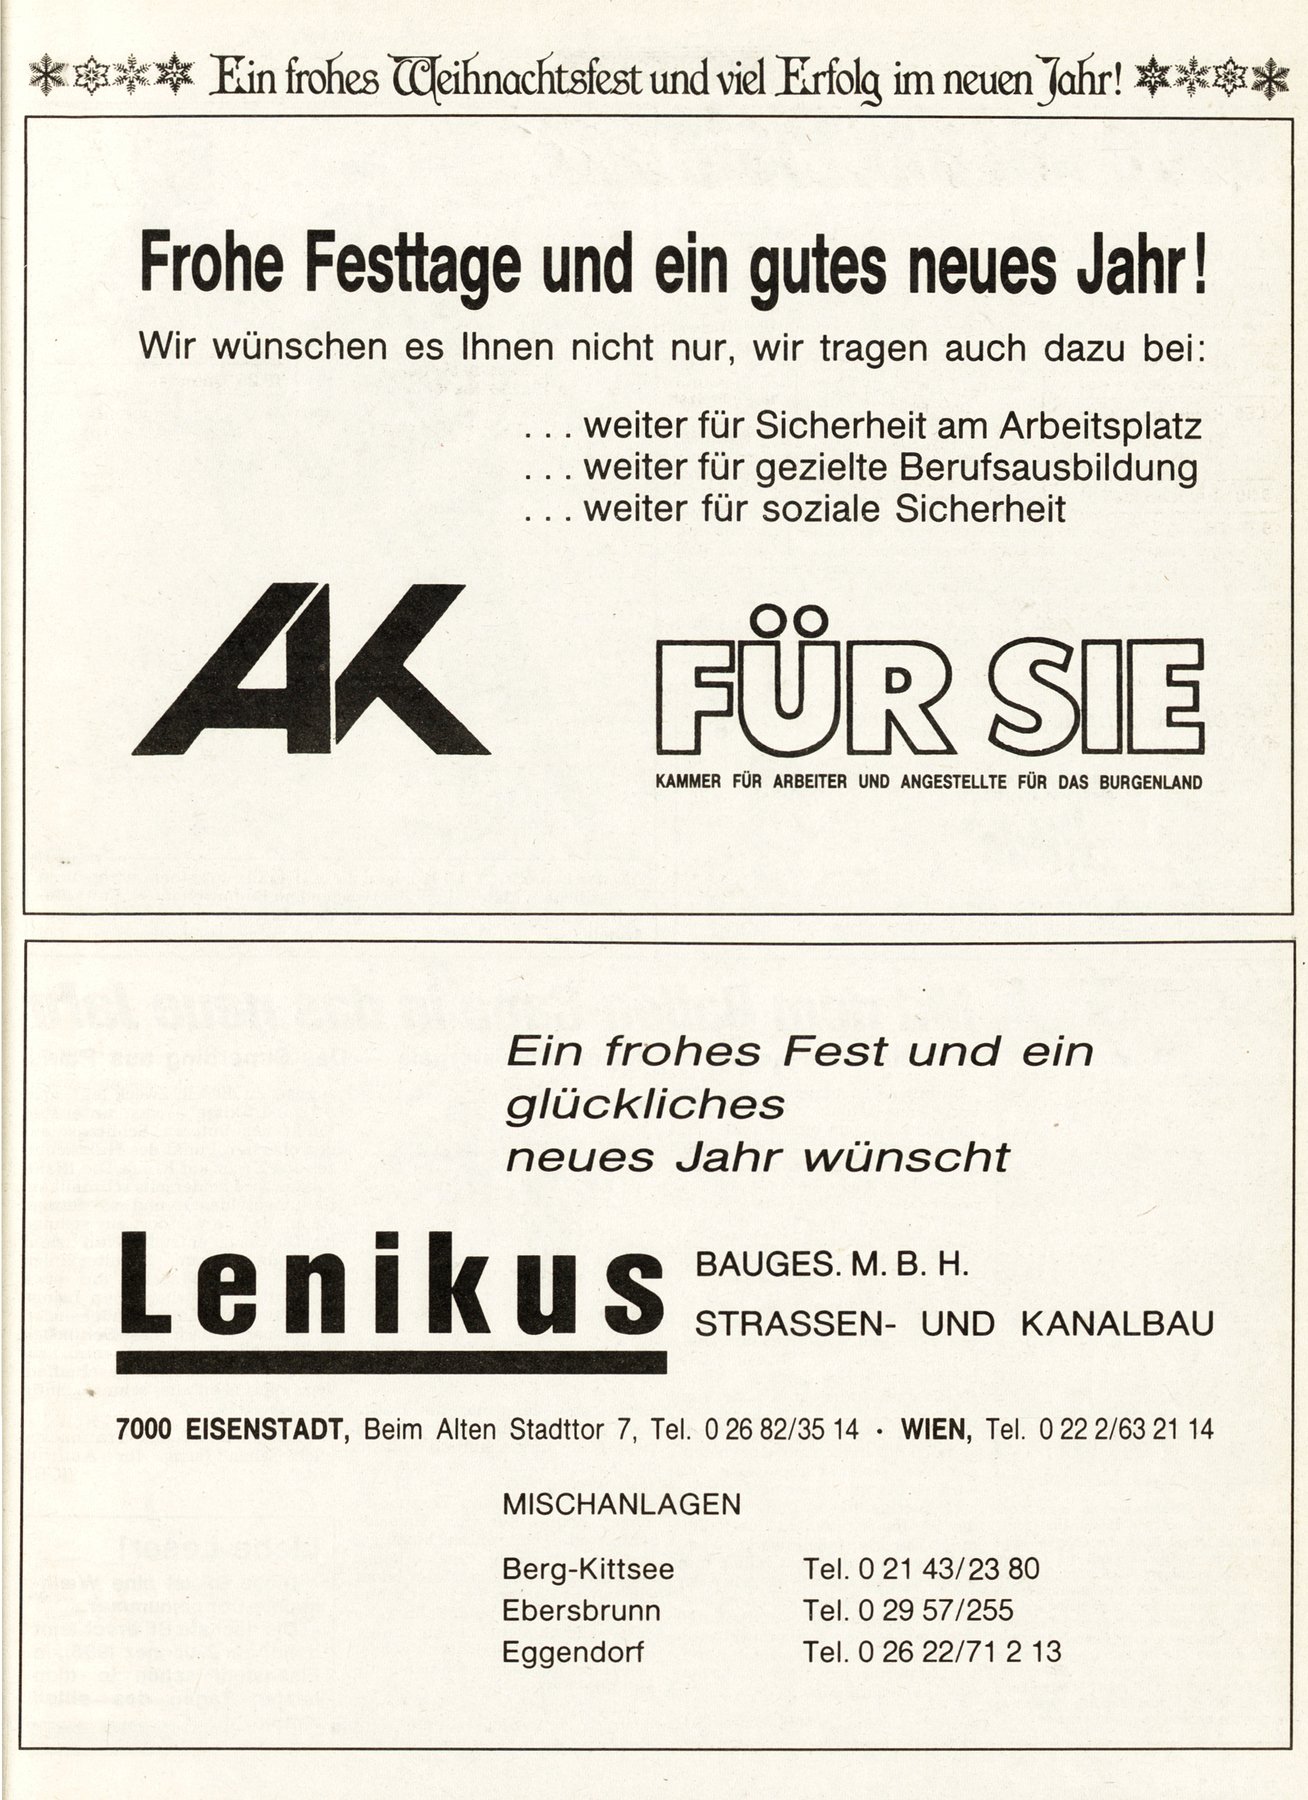 Ein frohes Weihnachtsfest und viel Erfolg im neuen Jahr!
Frohe Festtage und ein gutes neues Jahr!
Wir wünschen es Ihnen nicht nur, wir tragen auch dazu bei:
... weiter für Sicherheit am Arbeitsplatz
... weiter für gezielte Berufsausbildung
... weiter für soziale Sicherheit
AK
FÜR SIE
KAMMER FÜR ARBEITER UND ANGESTELLTE FÜR DAS BURGENLAND
Ein frohes Fest und ein
glückliches
neues Jahr wünscht
Lenikus
BAUGES. M. B. H.
STRASSEN- UND KANALBAU
7000 EISENSTADT, Beim Alten Stadttor 7, Tel. 0 26 82/35 14 · WIEN, Tel. 0 22 2/63 21 14
MISCHANLAGEN
Berg-Kittsee Tel. 0 21 43/23 80
Ebersbrunn Tel. 0 29 57/255
Eggendorf Tel. 0 26 22/71 2 13